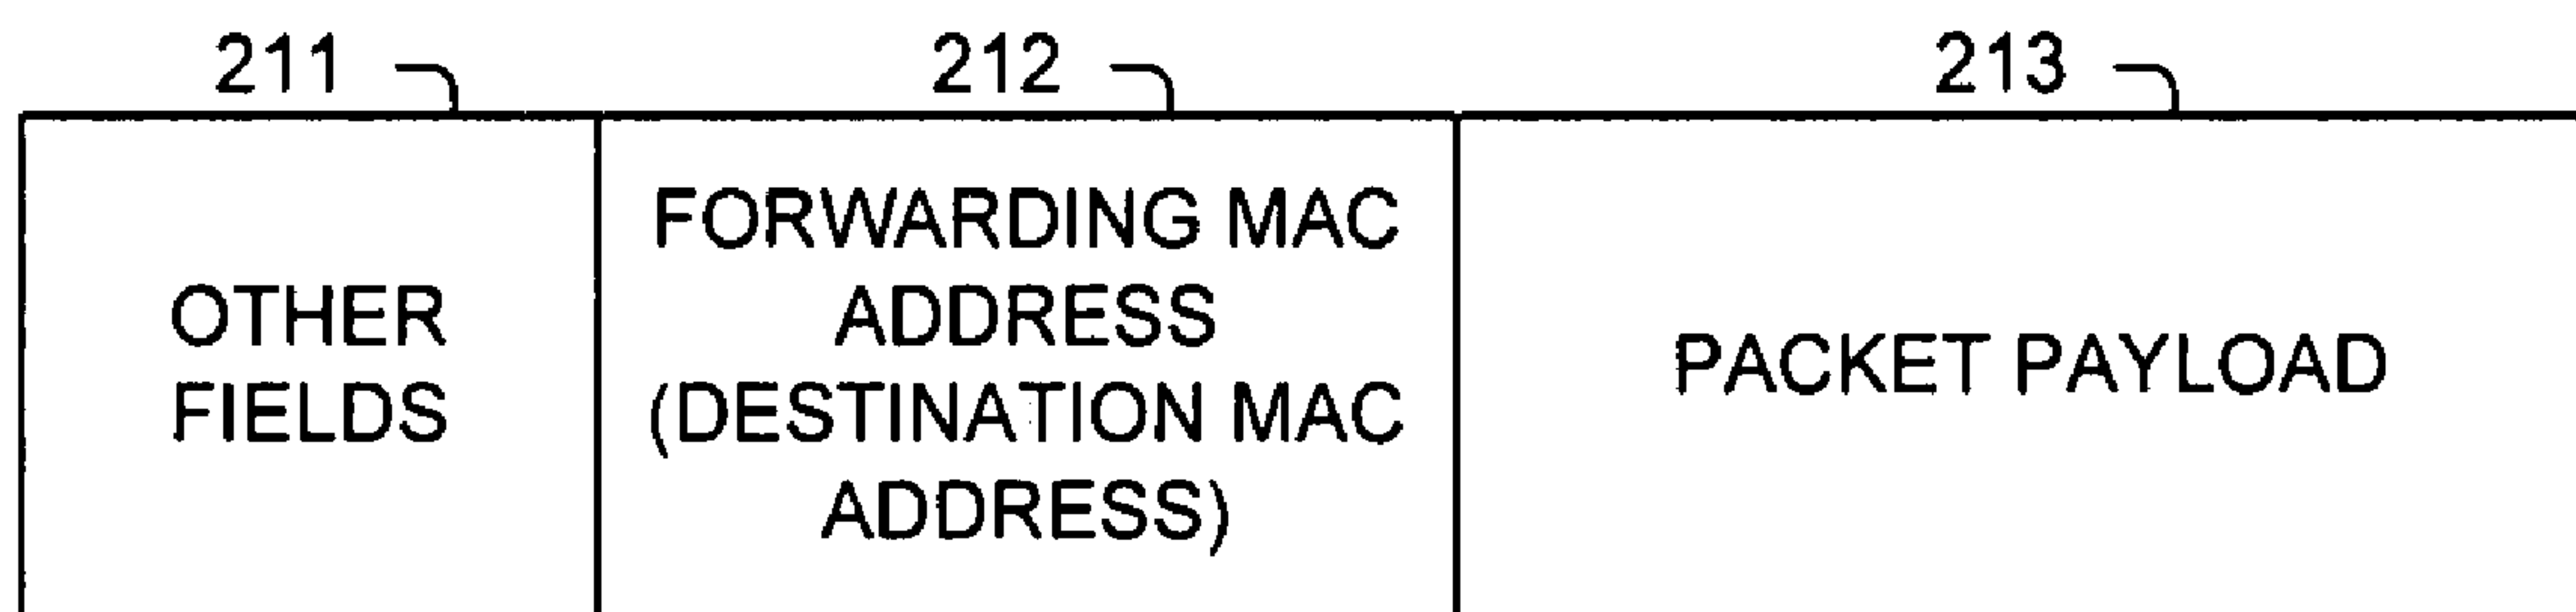 211
212
213
OTHER
FIELDS
FORWARDING MAC
ADDRESS
(DESTINATION MAC
ADDRESS)
PACKET PAYLOAD